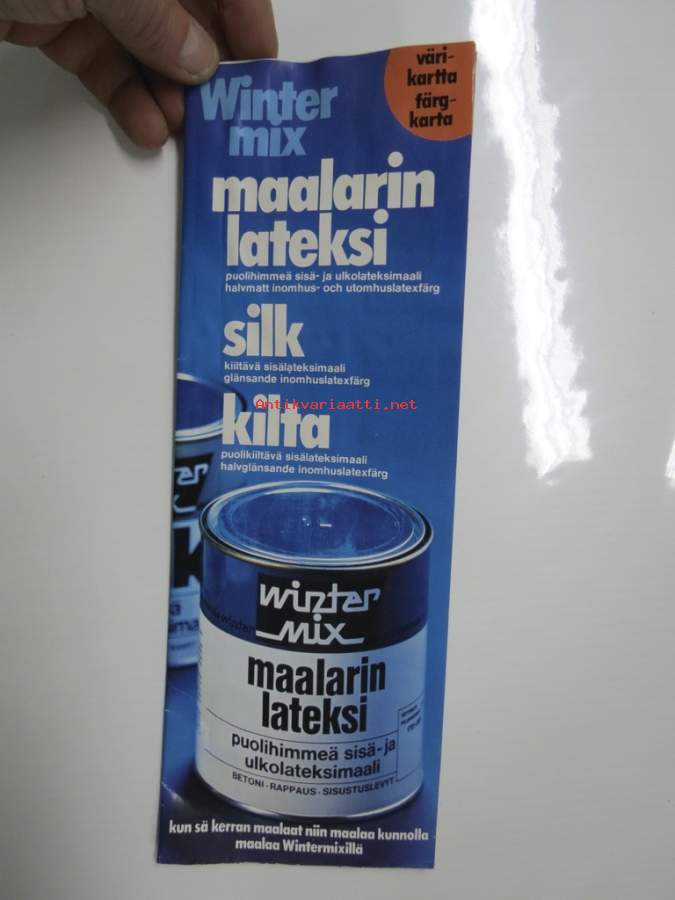 väri-
kartta
färg-
karta
Winter
mix
maalarin
lateksi
puolihimmeä sisä- ja ulkolateksimaali
halvmatt inomhus- och utomhuslatexfärg
silk
kiiltävä sisälateksimaali
glänsande inomhuslatexfärg
Antikvariaatti.net
kilta
puolikiiltävä sisälateksimaali
halvglänsande inomhuslatexfärg
winter
mix
maalarin
lateksi
puolihimmeä sisä- ja
ulkolateksimaali
BETONI · RAPPAUS · SISUSTUSLEVYT
kun sä kerran maalaat niin maalaa kunnolla
maalaa Wintermixillä